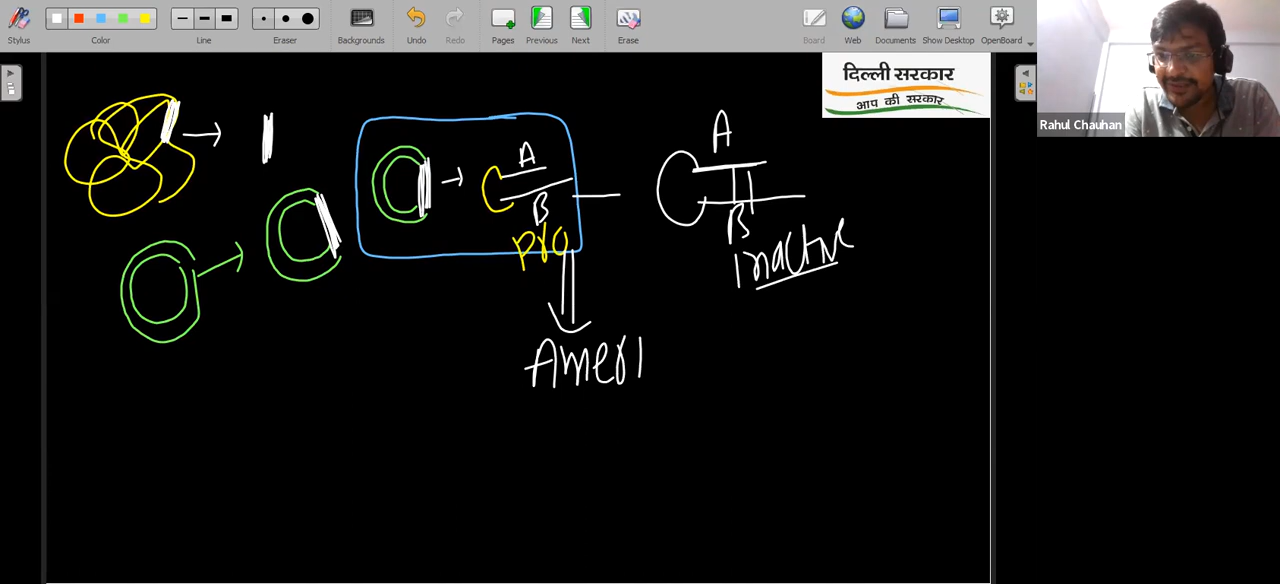 Stylus
Color
Line
Eraser
Backgrounds
Undo
Redo
Pages
Previous
Next
Erase
Board
Web
Documents
Show Desktop
OpenBoard
Rahul Chauhan
दिल्ली सरकार
आप की सरकार
A
B
pro
A
B
inactive
Ameri